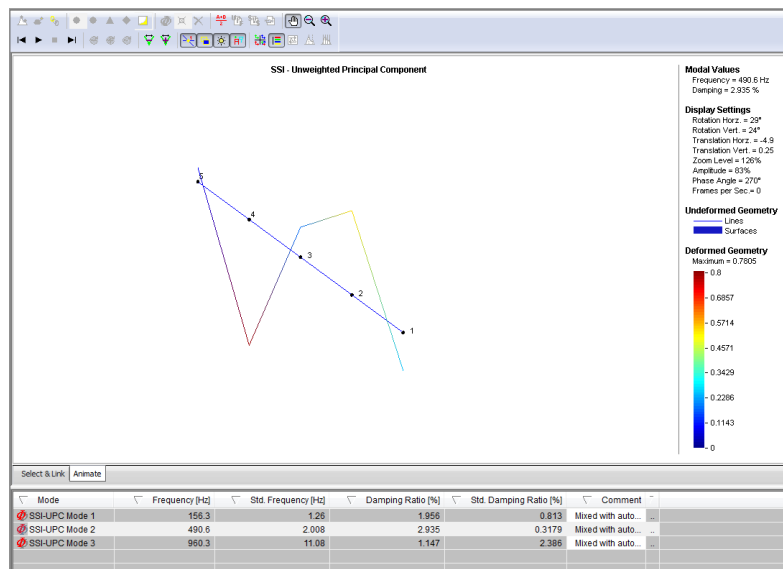 SSI - Unweighted Principal Component
Modal Values
Frequency = 490.6 Hz
Damping = 2.935 %
Display Settings
Rotation Horz. = 29°
Rotation Vert. = 24°
Translation Horz. = -4.9
Translation Vert. = 0.25
Zoom Level = 126%
Amplitude = 83%
Phase Angle = 270°
Frames per Sec.= 0
Undeformed Geometry
Lines
Surfaces
Deformed Geometry
Maximum = 0.7805
0.8
0.6857
0.5714
0.4571
0.3429
0.2286
0.1143
0
5
4
3
2
1
Select & Link Animate
Mode Frequency [Hz] Std. Frequency [Hz] Damping Ratio [%] Std. Damping Ratio [%] Comment
SSI-UPC Mode 1 156.3 1.26 1.956 0.813 Mixed with auto... ..
SSI-UPC Mode 2 490.6 2.008 2.935 0.3179 Mixed with auto... ..
SSI-UPC Mode 3 960.3 11.08 1.147 2.386 Mixed with auto... ..